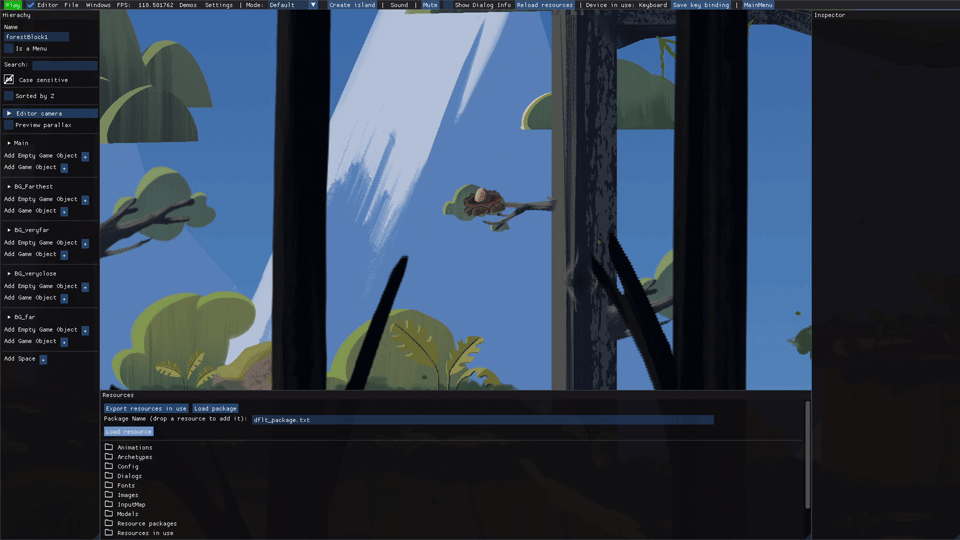 Play Editor File Windows FPS: 118.501762 Demos Settings | Mode: Default Create island | Sound | Mute Show Dialog Info Reload resources | Device in use: Keyboard Save key binding | MainMenu
Hierarchy
Name
forestBlock1
Is a Menu
Search:
Case sensitive
Sorted by Z
Editor camera
Preview parallax
Main
Add Empty Game Object +
Add Game Object +
BG_Farthest
Add Empty Game Object +
Add Game Object +
BG_veryfar
Add Empty Game Object +
Add Game Object +
BG_veryclose
Add Empty Game Object +
Add Game Object +
BG_far
Add Empty Game Object +
Add Game Object +
Add Space +
Resources
Export resources in use Load package
Package Name (drop a resource to add it): dflt_package.txt
Load resource
Animations
Archetypes
Config
Dialogs
Fonts
Images
InputMap
Models
Resource packages
Resources in use
Inspector